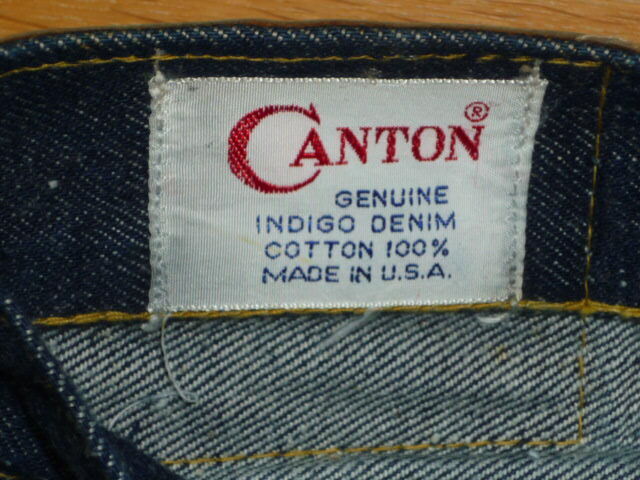 CANTON®
GENUINE
INDIGO DENIM
COTTON 100%
MADE IN U.S.A.